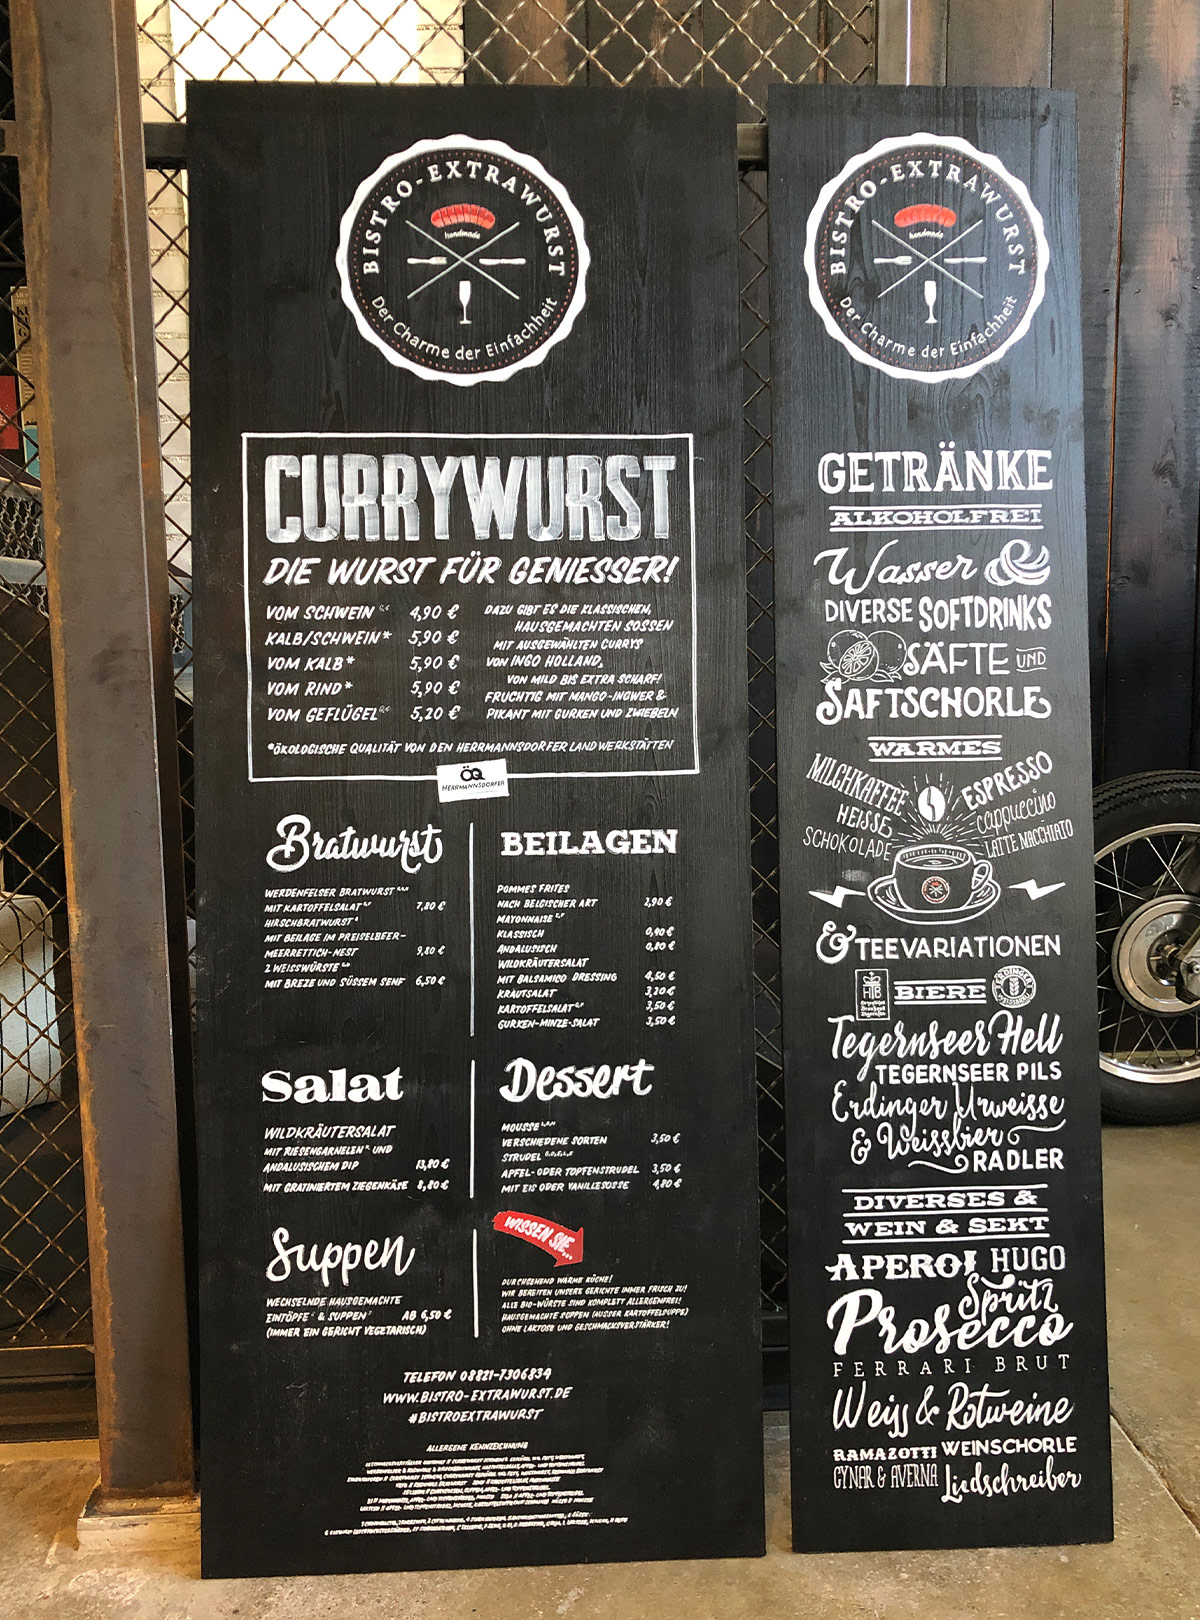 BISTRO-EXTRAWURST
handmade
Der Charme der Einfachheit
CURRYWURST
DIE WURST FÜR GENIESSER!
VOM SCHWEIN 4,90 €
KALB/SCHWEIN* 5,90 €
VOM KALB* 5,90 €
VOM RIND* 5,90 €
VOM GEFLÜGEL 5,20 €
DAZU GIBT ES DIE KLASSISCHEN,
HAUSGEMACHTEN SOSSEN
MIT AUSGEWÄHLTEN CURRYS
VON INGO HOLLAND,
VON MILD BIS EXTRA SCHARF!
FRUCHTIG MIT MANGO-INGWER &
PIKANT MIT GURKEN UND ZWIEBELN
*ÖKOLOGISCHE QUALITÄT VON DEN HERRMANNSDORFER LANDWERKSTÄTTEN
ÖQ
HERRMANNSDORFER
Bratwurst
WERDENFELSER BRATWURST
MIT KARTOFFELSALAT 7,80 €
HIRSCHBRATWURST
MIT BEILAGE IM PREISELBEER-
MEERRETTICH-NEST 9,80 €
2 WEISSWÜRSTE
MIT BREZE UND SÜSSEM SENF 6,50 €
BEILAGEN
POMMES FRITES
NACH BELGISCHER ART 2,90 €
MAYONNAISE
KLASSISCH 0,40 €
ANDALUSISCH 0,80 €
WILDKRÄUTERSALAT
MIT BALSAMICO DRESSING 4,50 €
KRAUTSALAT 3,20 €
KARTOFFELSALAT 3,50 €
GURKEN-MINZE-SALAT 3,50 €
Salat
WILDKRÄUTERSALAT
MIT RIESENGARNELEN UND
ANDALUSISCHEM DIP 13,80 €
MIT GRATINIERTEM ZIEGENKÄSE 8,80 €
Dessert
MOUSSE
VERSCHIEDENE SORTEN 3,50 €
STRUDEL
APFEL- ODER TOPFENSTRUDEL 3,50 €
MIT EIS ODER VANILLESOSSE 4,80 €
Suppen
WECHSELNDE HAUSGEMACHTE
EINTÖPFE & SUPPEN AB 6,50 €
(IMMER EIN GERICHT VEGETARISCH)
WISSEN SIE...
DURCHGEHEND WARME KÜCHE!
WIR BEREITEN UNSERE GERICHTE IMMER FRISCH ZU!
ALLE BIO-WÜRSTE SIND KOMPLETT ALLERGENFREI!
HAUSGEMACHTE SUPPEN (AUSSER KARTOFFELSUPPE)
OHNE LAKTOSE UND GESCHMACKSVERSTÄRKER!
TELEFON 08821-7306834
WWW.BISTRO-EXTRAWURST.DE
#BISTROEXTRAWURST
ALLERGENE KENNZEICHNUNG
BISTRO-EXTRAWURST
handmade
Der Charme der Einfachheit
GETRÄNKE
ALKOHOLFREI
Wasser &
DIVERSE SOFTDRINKS
SÄFTE UND
SAFTSCHORLE
WARMES
MILCHKAFFEE
HEISSE
SCHOKOLADE
ESPRESSO
Cappuccino
LATTE MACCHIATO
& TEEVARIATIONEN
HTB
BIERE
ERDINGER
Tegernseer Hell
TEGERNSEER PILS
Erdinger Urweisse
& Weissbier
RADLER
DIVERSES &
WEIN & SEKT
APEROL HUGO
Spritz
Prosecco
FERRARI BRUT
Weiß & Rotweine
RAMAZOTTI WEINSCHORLE
CYNAR & AVERNA Liedschreiber